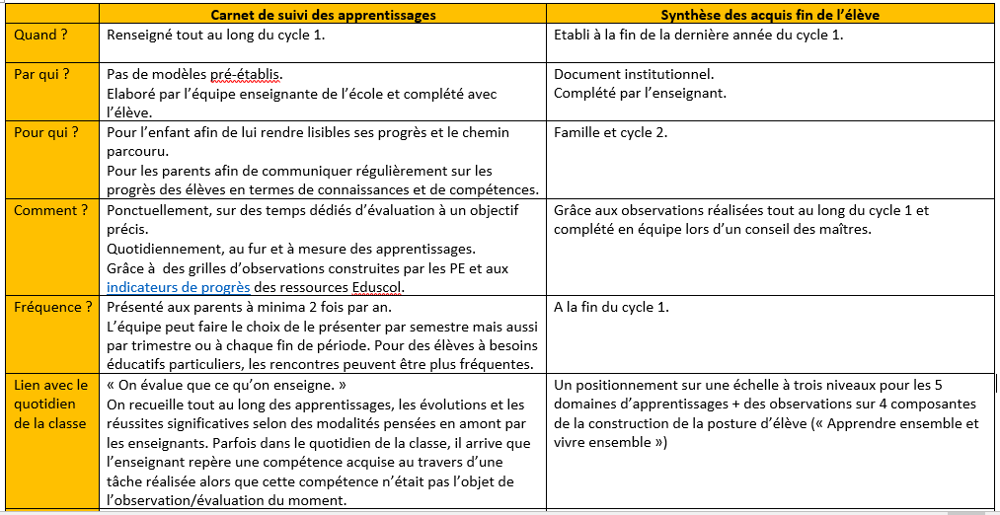 Carnet de suivi des apprentissages
Synthèse des acquis fin de l’élève
Quand ?
Renseigné tout au long du cycle 1.
Etabli à la fin de la dernière année du cycle 1.
Par qui ?
Pas de modèles pré-établis.
Elaboré par l’équipe enseignante de l’école et complété avec
l’élève.
Document institutionnel.
Complété par l’enseignant.
Pour qui ?
Pour l’enfant afin de lui rendre lisibles ses progrès et le chemin
parcouru.
Pour les parents afin de communiquer régulièrement sur les
progrès des élèves en termes de connaissances et de compétences.
Famille et cycle 2.
Comment ?
Ponctuellement, sur des temps dédiés d’évaluation à un objectif
précis.
Quotidiennement, au fur et à mesure des apprentissages.
Grâce à des grilles d’observations construites par les PE et aux
indicateurs de progrès des ressources Eduscol.
Grâce aux observations réalisées tout au long du cycle 1 et
complété en équipe lors d’un conseil des maîtres.
Fréquence ?
Présenté aux parents à minima 2 fois par an.
L’équipe peut faire le choix de le présenter par semestre mais aussi
par trimestre ou à chaque fin de période. Pour des élèves à besoins
éducatifs particuliers, les rencontres peuvent être plus fréquentes.
A la fin du cycle 1.
Lien avec le
quotidien
de la classe
« On évalue que ce qu’on enseigne. »
On recueille tout au long des apprentissages, les évolutions et les
réussites significatives selon des modalités pensées en amont par
les enseignants. Parfois dans le quotidien de la classe, il arrive que
l’enseignant repère une compétence acquise au travers d’une
tâche réalisée alors que cette compétence n’était pas l’objet de
l’observation/évaluation du moment.
Un positionnement sur une échelle à trois niveaux pour les 5
domaines d’apprentissages + des observations sur 4 composantes
de la construction de la posture d’élève (« Apprendre ensemble et
vivre ensemble »)